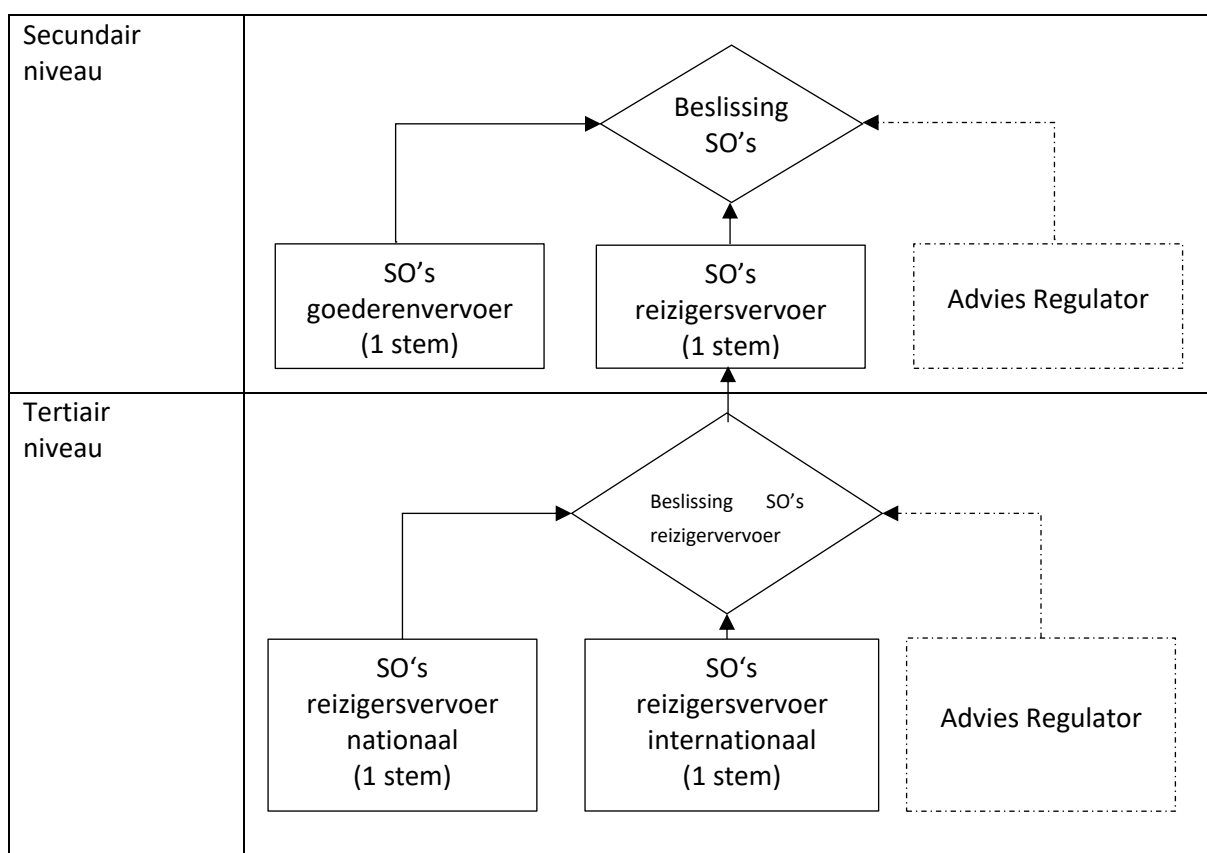 Secundair
niveau
Beslissing
SO’s
SO’s
goederenvervoer
(1 stem)
SO’s
reizigersvervoer
(1 stem)
Advies Regulator
Tertiair
niveau
Beslissing SO’s
reizigervervoer
SO‘s
reizigersvervoer
nationaal
(1 stem)
SO’s
reizigersvervoer
internationaal
(1 stem)
Advies Regulator